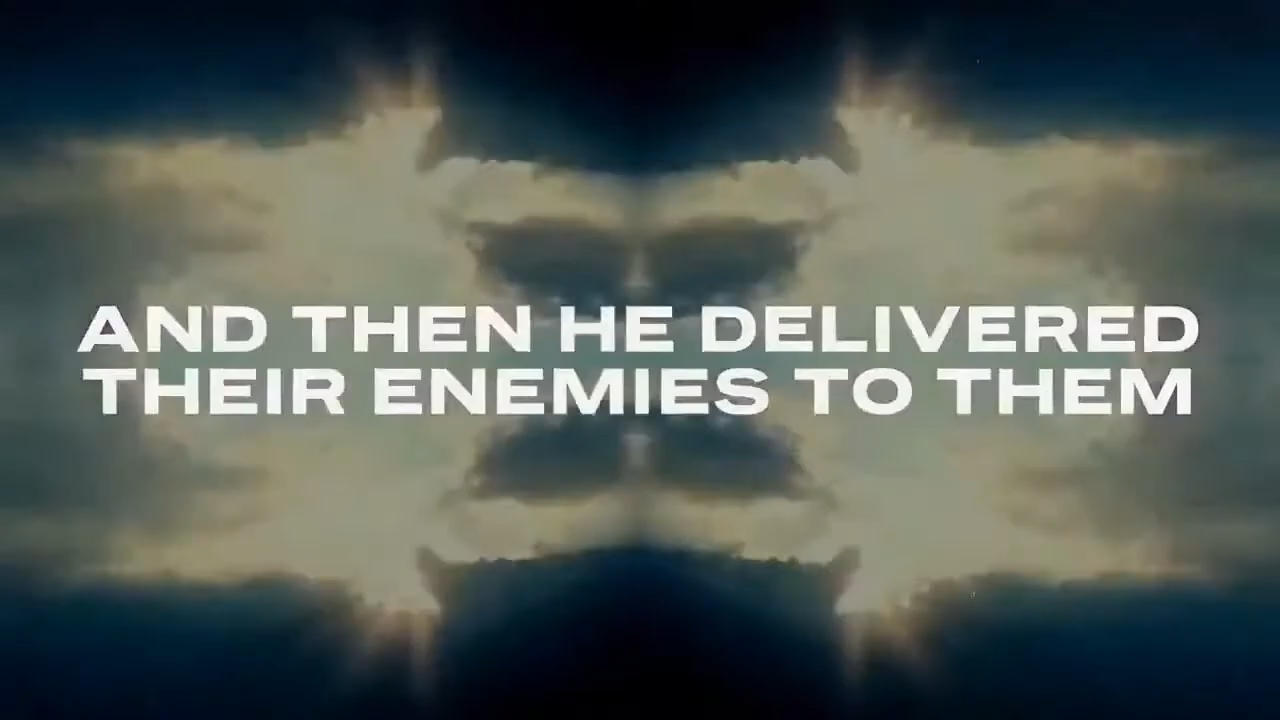 AND THEN HE DELIVERED
THEIR ENEMIES TO THEM